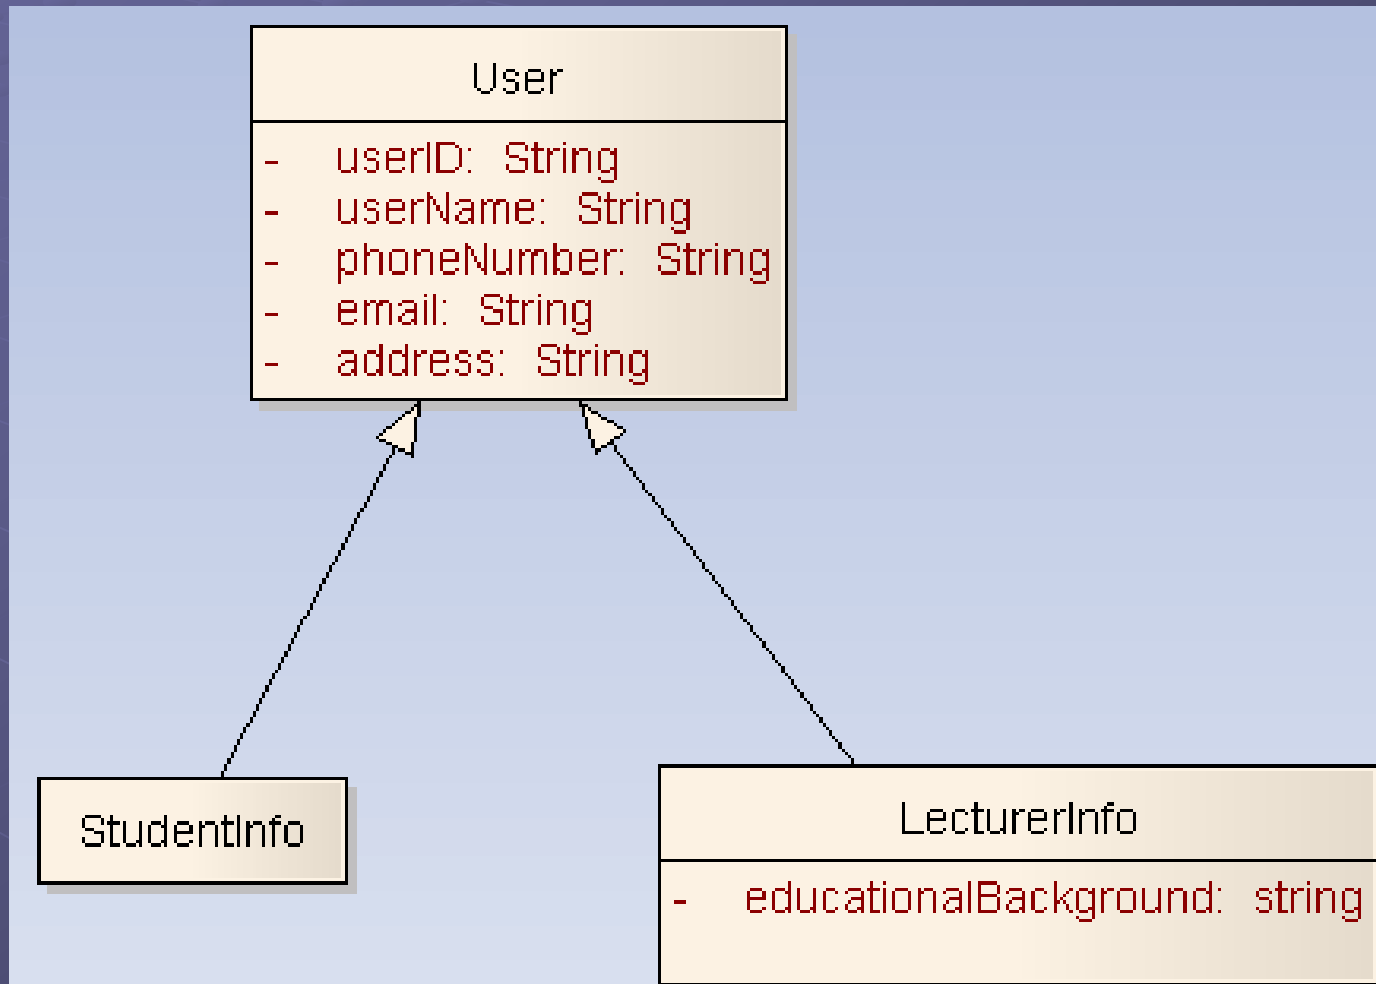 User
- userID: String
- userName: String
- phoneNumber: String
- email: String
- address: String
StudentInfo
LecturerInfo
- educationalBackground: string